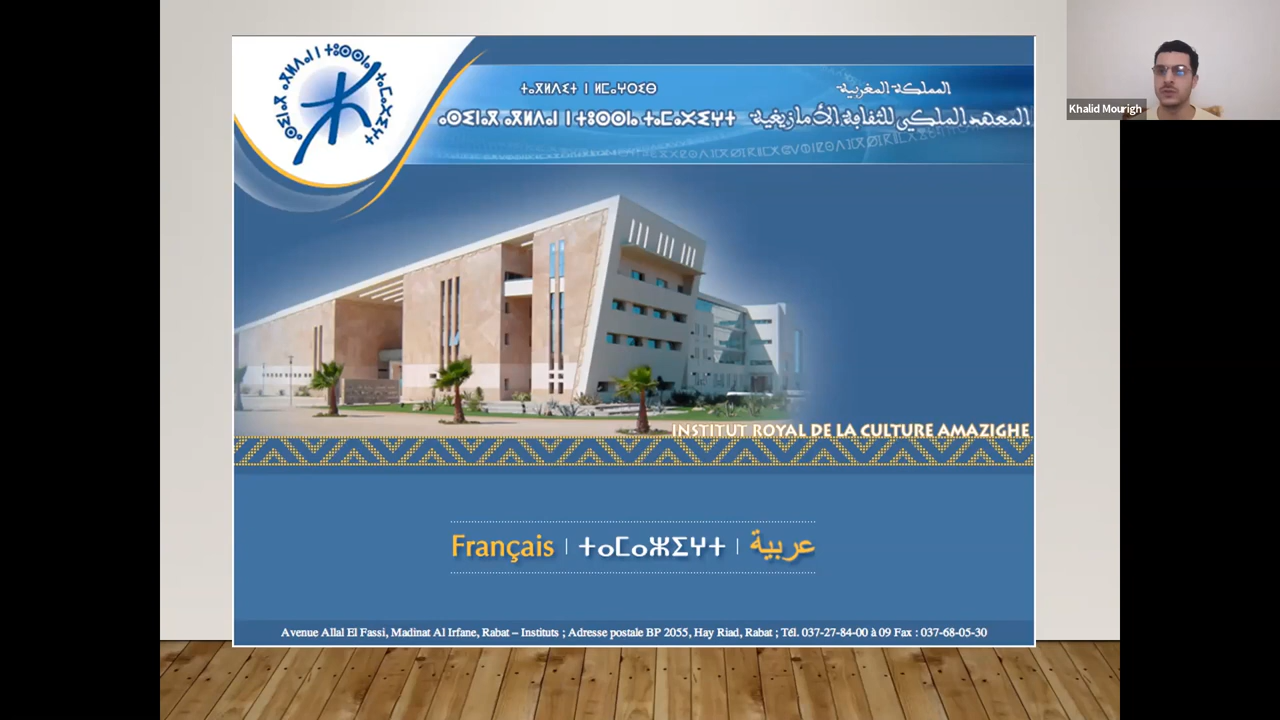 ⵜⴰⴳⵍⴷⵉⵜ ⵏ ⵍⵎⴰⵖⵔⵉⴱ
المملكة المغربية
ⴰⵙⵉⵏⴰⴳ ⴰⴳⵍⴷⴰⵏ ⵏ ⵜⵓⵙⵙⵏⴰ ⵜⴰⵎⴰⵣⵉⵖⵜ
المعهد الملكي للثقافة الأمازيغية
INSTITUT ROYAL DE LA CULTURE AMAZIGHE
Français | ⵜⴰⵎⴰⵣⵉⵖⵜ | عربية
Avenue Allal El Fassi, Madinat Al Irfane, Rabat – Instituts ; Adresse postale BP 2055, Hay Riad, Rabat ; Tél. 037-27-84-00 à 09 Fax : 037-68-05-30
Khalid Mourigh